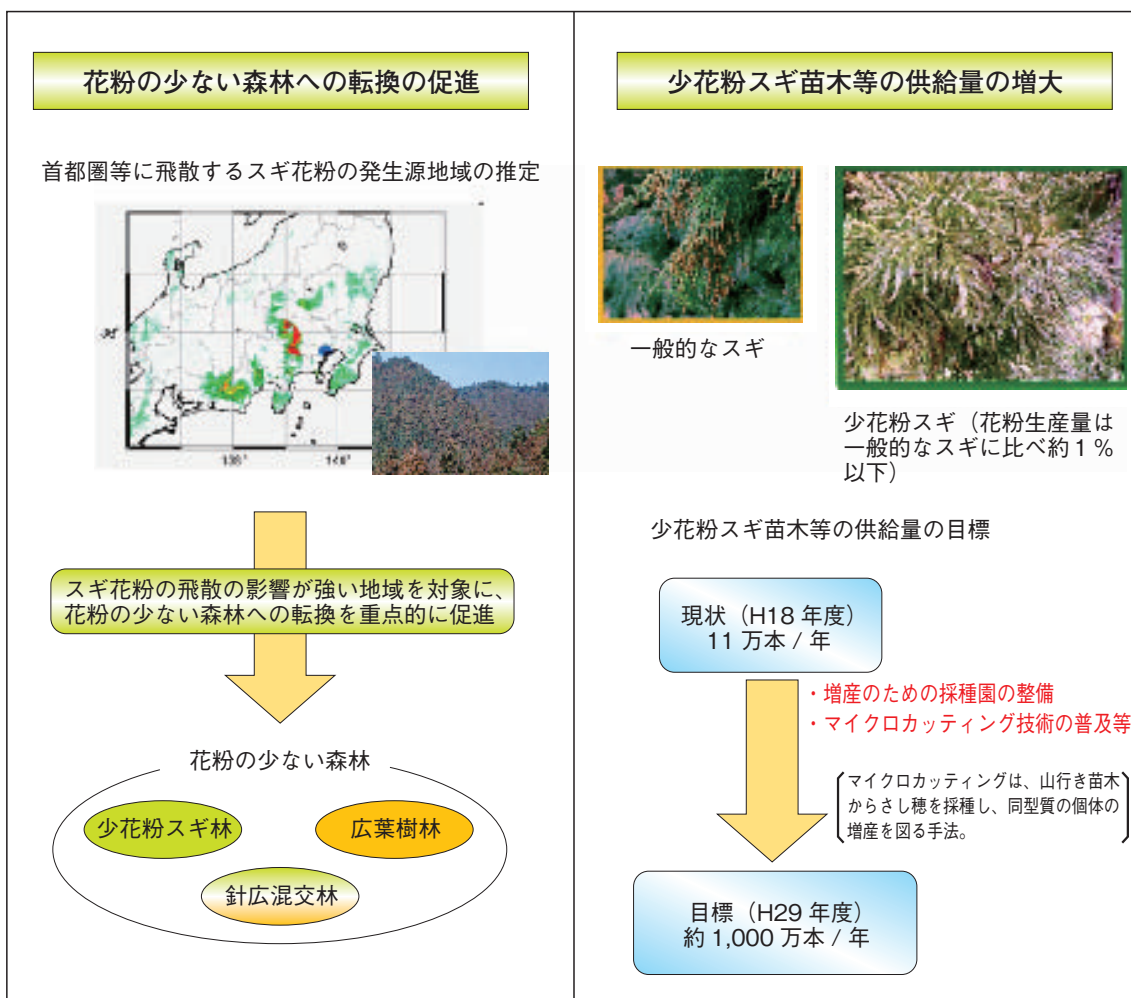 花粉の少ない森林への転換の促進
首都圏等に飛散するスギ花粉の発生源地域の推定
138°
140°
スギ花粉の飛散の影響が強い地域を対象に、
花粉の少ない森林への転換を重点的に促進
花粉の少ない森林
少花粉スギ林
広葉樹林
針広混交林
少花粉スギ苗木等の供給量の増大
一般的なスギ
少花粉スギ（花粉生産量は
一般的なスギに比べ約１％
以下）
少花粉スギ苗木等の供給量の目標
現状（H18 年度）
11 万本 / 年
・増産のための採種園の整備
・マイクロカッティング技術の普及等
マイクロカッティングは、山行き苗木
からさし穂を採種し、同型質の個体の
増産を図る手法。
目標（H29 年度）
約 1,000 万本 / 年